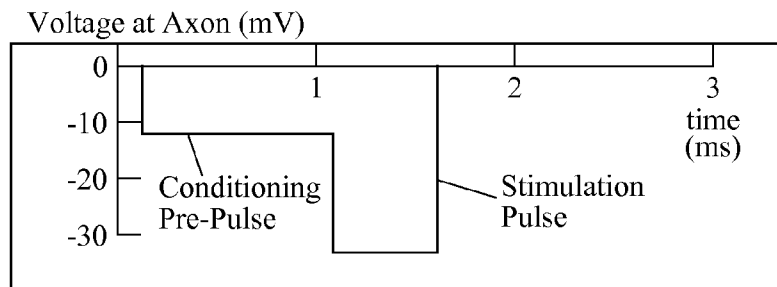 Voltage at Axon (mV)
0
1
2
3
-10
time
(ms)
-20
Conditioning
Pre-Pulse
Stimulation
Pulse
-30